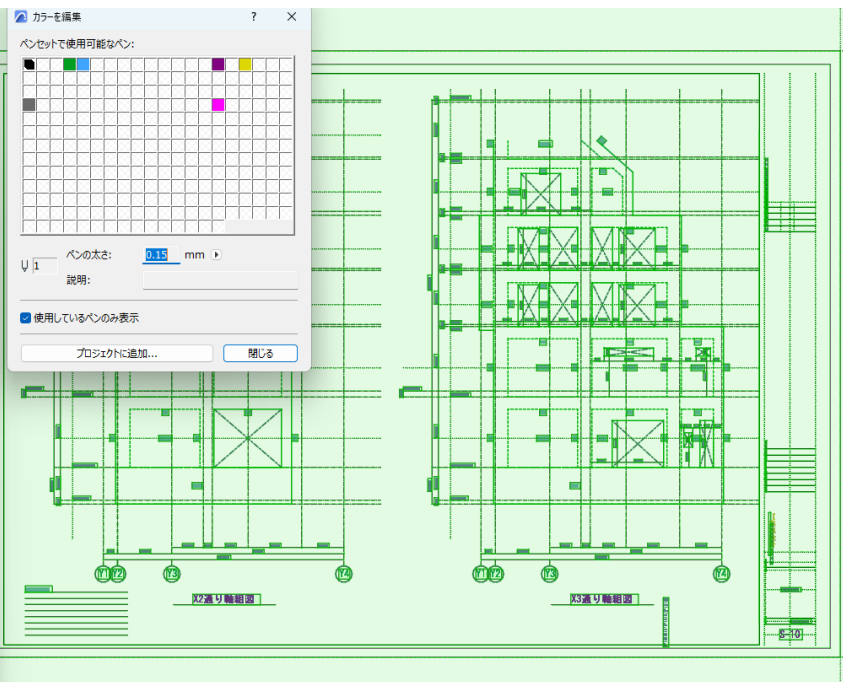 カラーを編集
?
×
ペンセットで使用可能なペン:
ペンの太さ:
0.15
mm
1
説明:
使用しているペンのみ表示
プロジェクトに追加...
閉じる
Y1 Y2 Y3 Y4
Y1 Y2 Y3 Y4
X2通り軸組図
X3通り軸組図
S-10